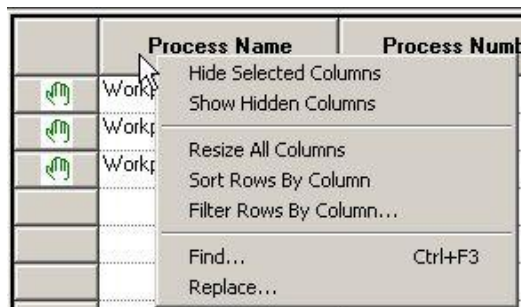 Process Name Process Numb
Hide Selected Columns
Show Hidden Columns
Resize All Columns
Sort Rows By Column
Filter Rows By Column...
Find... Ctrl+F3
Replace...